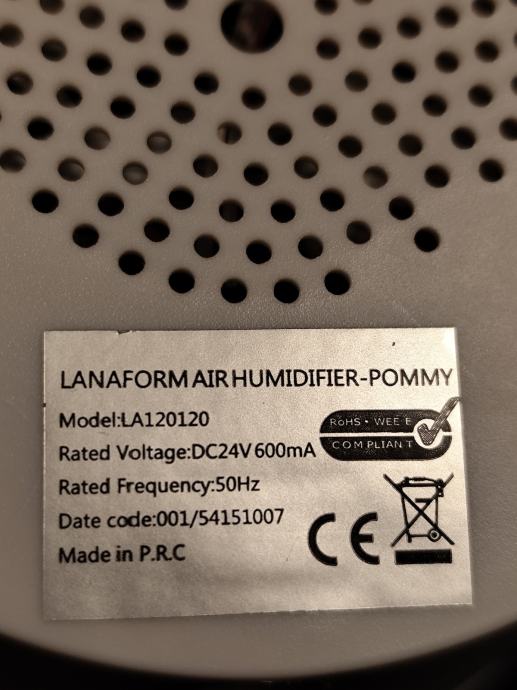 LANAFORM AIR HUMIDIFIER-POMMY
Model:LA120120
Rated Voltage:DC24V 600mA
Rated Frequency:50Hz
Date code:001/54151007
Made in P.R.C
RoHS • WEEE
COMPLIANT
CE